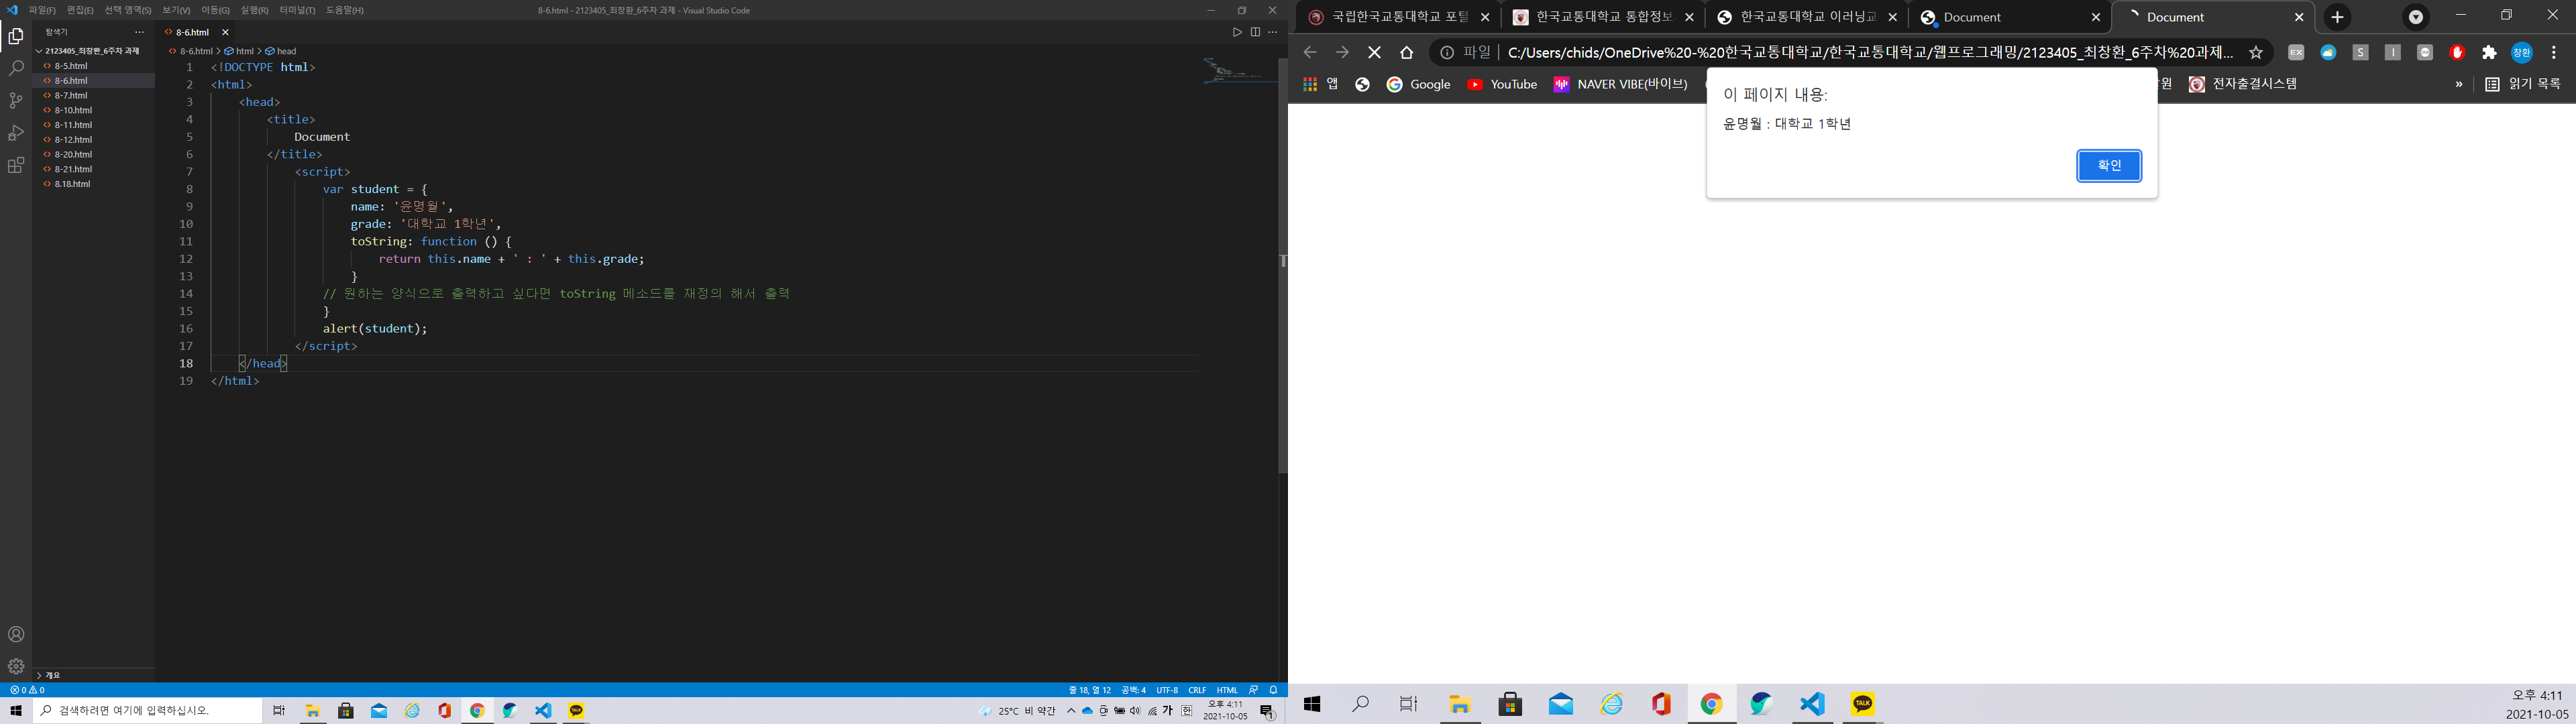 파일(F) 편집(E) 선택 영역(S) 보기(V) 이동(G) 실행(R) 터미널(T) 도움말(H)
8-6.html - 2123405_최창환_6주차 과제 - Visual Studio Code
탐색기
2123405_최창환_6주차 과제
8-5.html
8-6.html
8-7.html
8-10.html
8-11.html
8-12.html
8-20.html
8-21.html
8.18.html
개요
8-6.html
8-6.html > html > head
1 <!DOCTYPE html>
2 <html>
3 <head>
4 <title>
5 Document
6 </title>
7 <script>
8 var student = {
9 name: '윤명월',
10 grade: '대학교 1학년',
11 toString: function () {
12 return this.name + ' : ' + this.grade;
13 }
14 // 원하는 양식으로 출력하고 싶다면 toString 메소드를 재정의 해서 출력
15 }
16 alert(student);
17 </script>
18 </head>
19 </html>
0 0
줄 18, 열 12 공백: 4 UTF-8 CRLF HTML
검색하려면 여기에 입력하십시오.
TALK
25°C 비 약간
가
오후 4:11
2021-10-05
1
국립한국교통대학교 포털
한국교통대학교 통합정보
한국교통대학교 이러닝교
Document
Document
파일 C:/Users/chids/OneDrive%20-%20한국교통대학교/한국교통대학교/웹프로그래밍/2123405_최창환_6주차%20과제...
창환
앱
Google
YouTube
NAVER VIBE(바이브)
원
전자출결시스템
»
읽기 목록
이 페이지 내용:
윤명월 : 대학교 1학년
확인
TALK
오후 4:11
2021-10-05